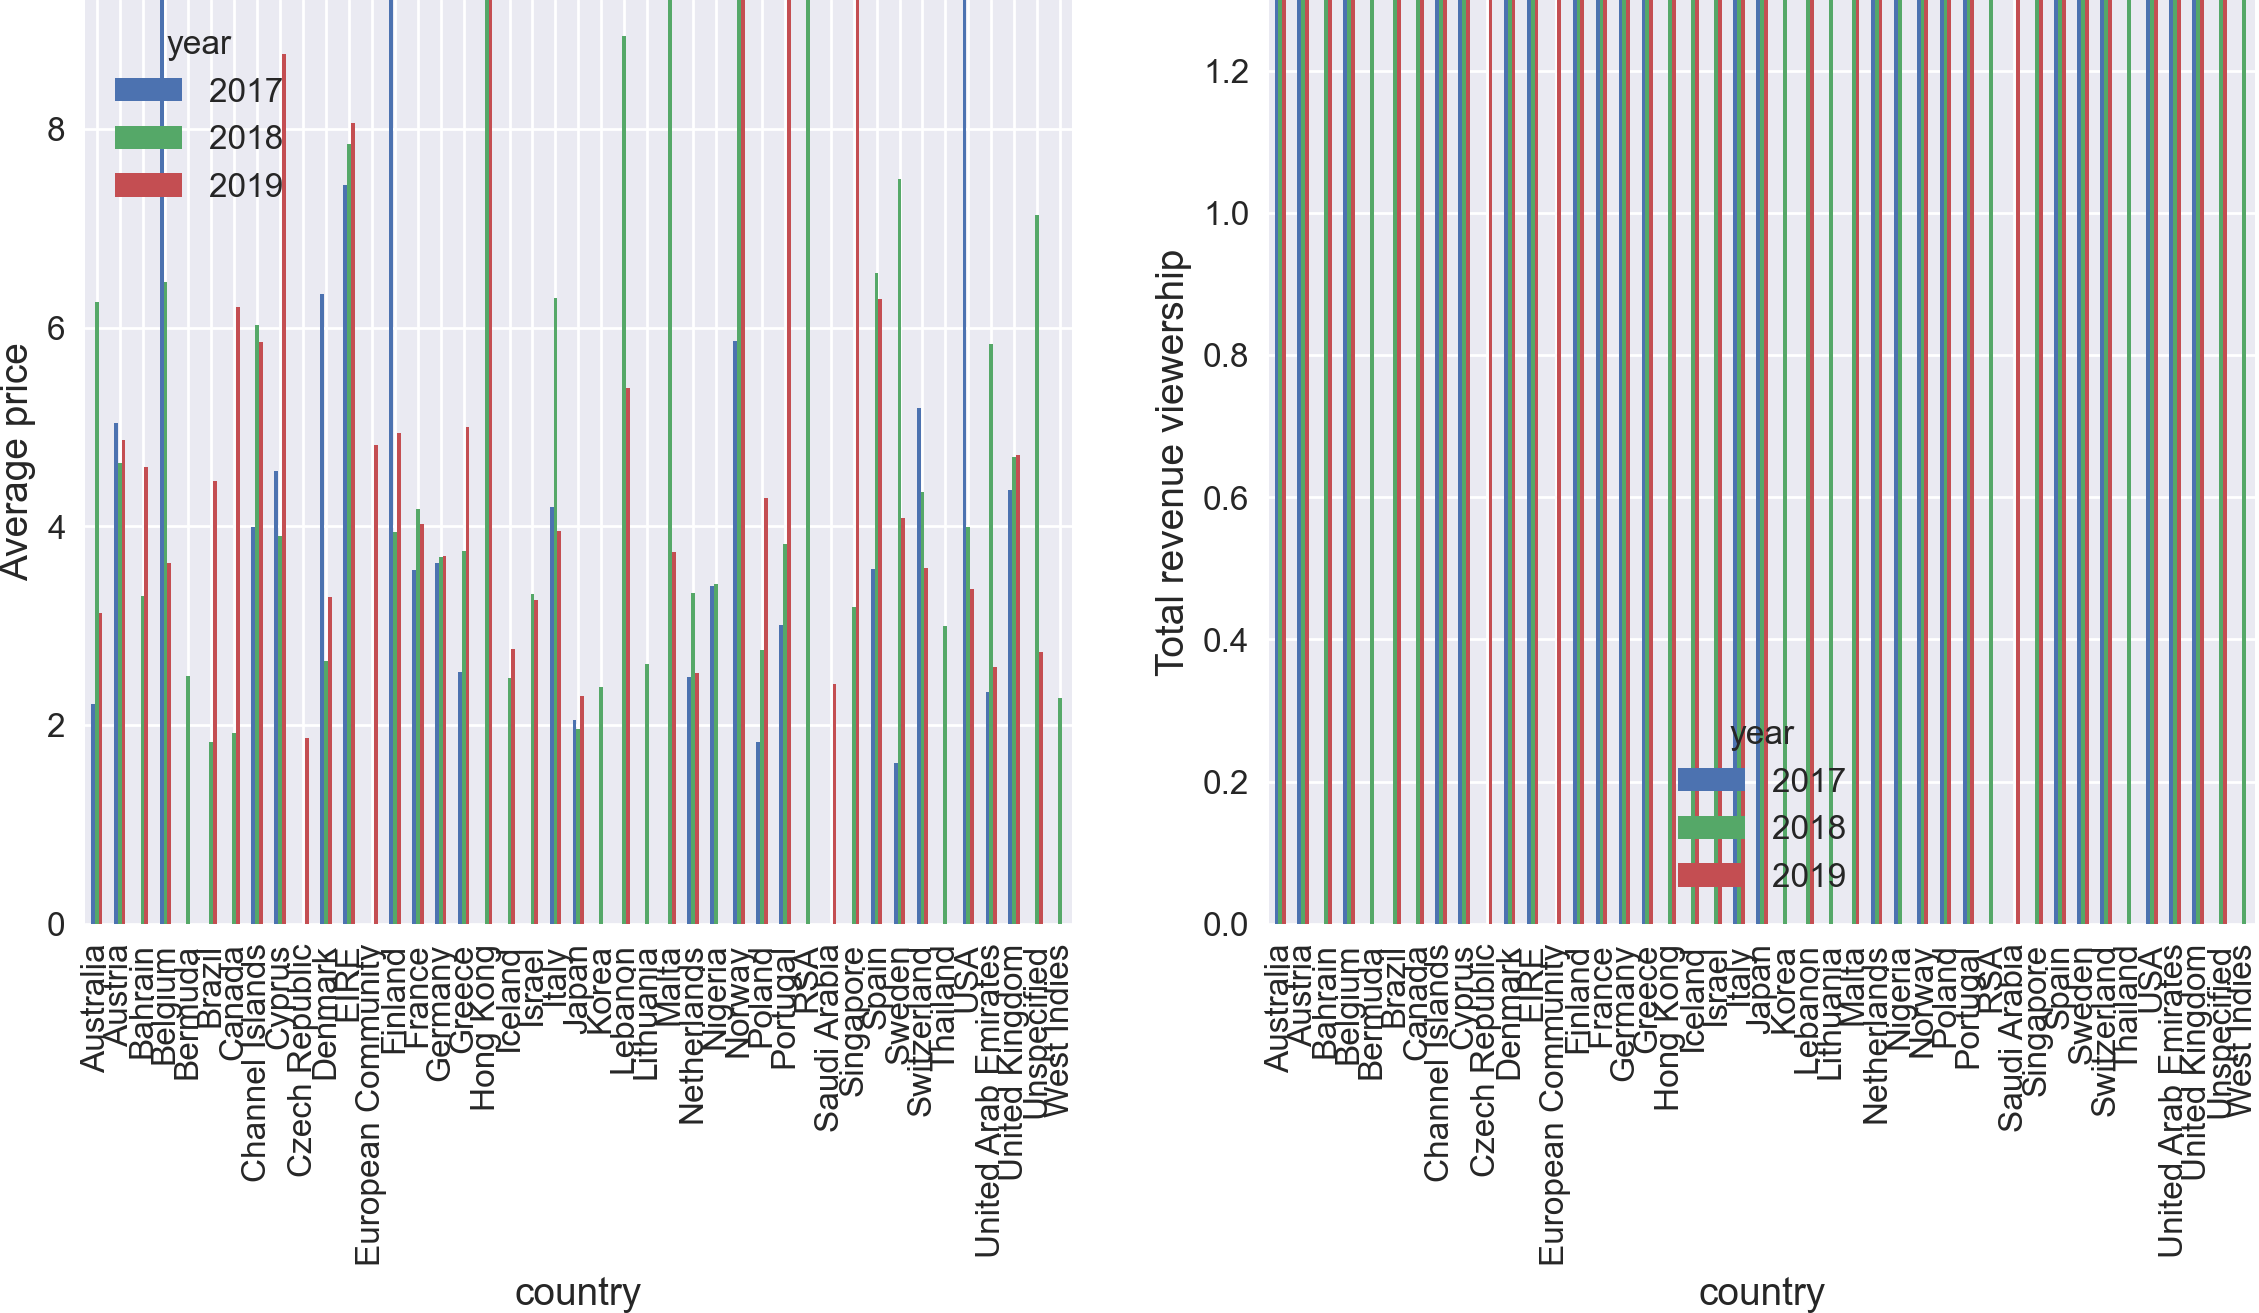 year
2017
2018
2019
8
6
4
2
0
Average price
Australia
Austria
Bahrain
Belgium
Bermuda
Brazil
Canada
Channel Islands
Cyprus
Czech Republic
Denmark
EIRE
European Community
Finland
France
Germany
Greece
Hong Kong
Iceland
Israel
Italy
Japan
Korea
Lebanon
Lithuania
Malta
Netherlands
Nigeria
Norway
Poland
Portugal
RSA
Saudi Arabia
Singapore
Spain
Sweden
Switzerland
Thailand
USA
United Arab Emirates
United Kingdom
Unspecified
West Indies
country
1.2
1.0
0.8
0.6
0.4
0.2
0.0
Total revenue viewership
year
2017
2018
2019
Australia
Austria
Bahrain
Belgium
Bermuda
Brazil
Canada
Channel Islands
Cyprus
Czech Republic
Denmark
EIRE
European Community
Finland
France
Germany
Greece
Hong Kong
Iceland
Israel
Italy
Japan
Korea
Lebanon
Lithuania
Malta
Netherlands
Nigeria
Norway
Poland
Portugal
RSA
Saudi Arabia
Singapore
Spain
Sweden
Switzerland
Thailand
USA
United Arab Emirates
United Kingdom
Unspecified
West Indies
country